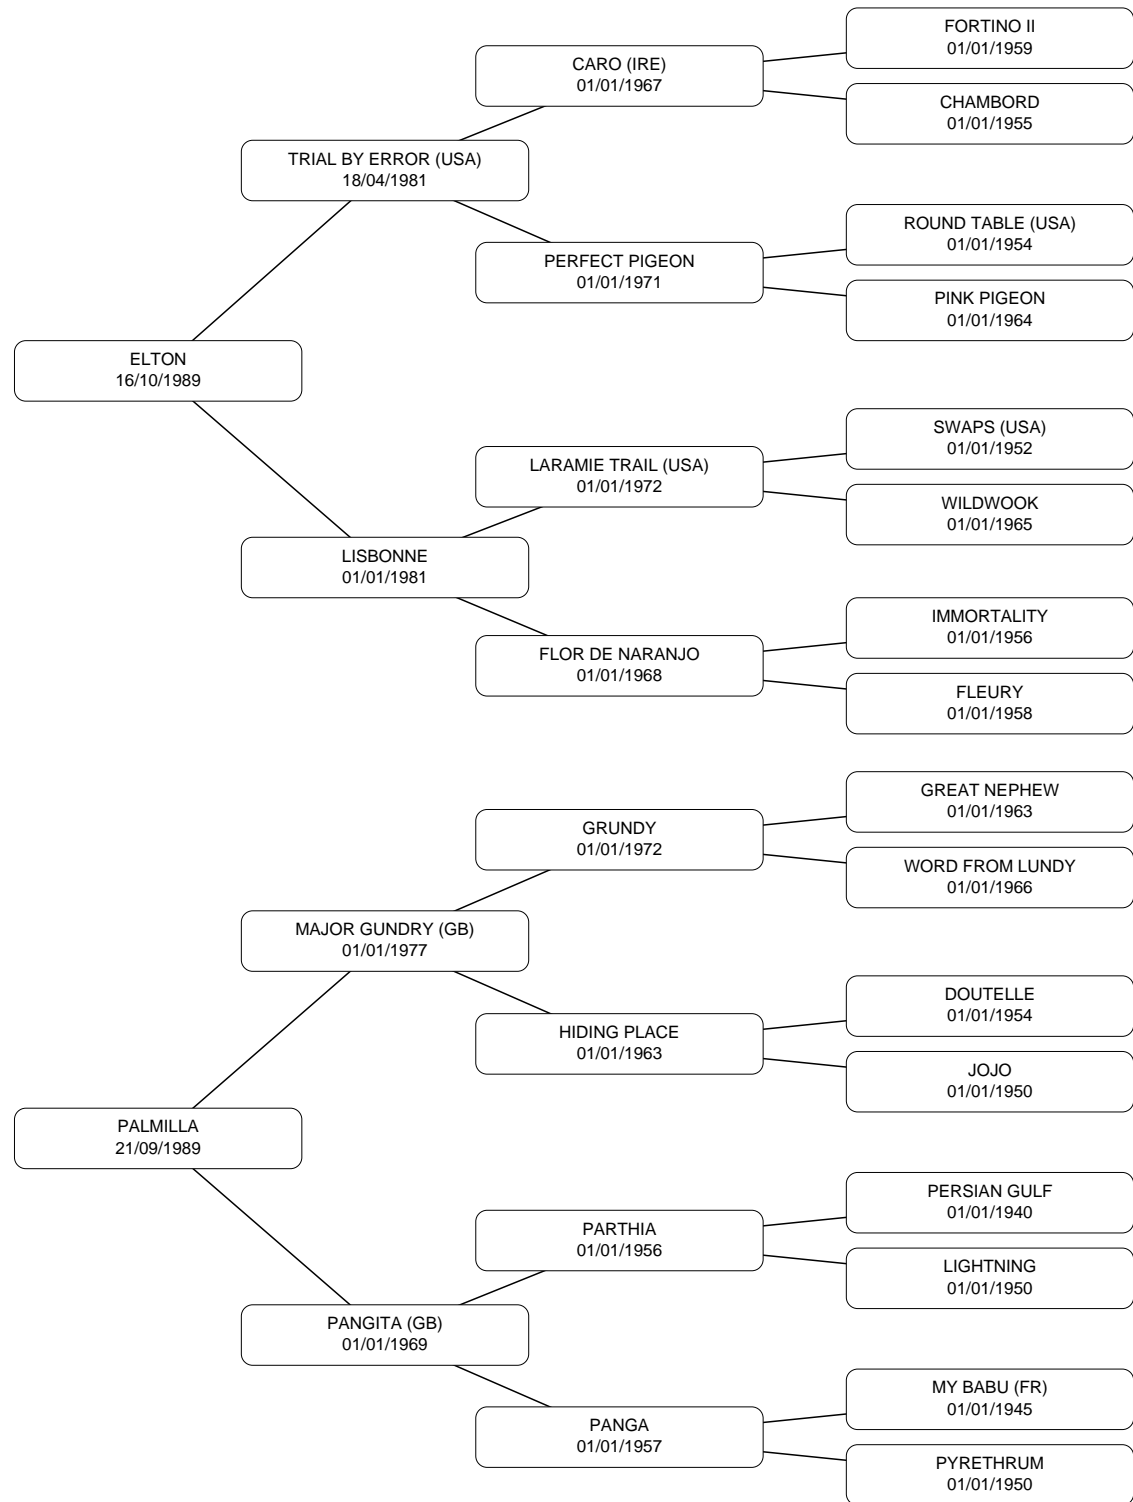 FORTINO II
01/01/1959
CARO (IRE)
01/01/1967
CHAMBORD
01/01/1955
TRIAL BY ERROR (USA)
18/04/1981
ROUND TABLE (USA)
01/01/1954
PERFECT PIGEON
01/01/1971
PINK PIGEON
01/01/1964
ELTON
16/10/1989
SWAPS (USA)
01/01/1952
LARAMIE TRAIL (USA)
01/01/1972
WILDWOOK
01/01/1965
LISBONNE
01/01/1981
IMMORTALITY
01/01/1956
FLOR DE NARANJO
01/01/1968
FLEURY
01/01/1958
GREAT NEPHEW
01/01/1963
GRUNDY
01/01/1972
WORD FROM LUNDY
01/01/1966
MAJOR GUNDRY (GB)
01/01/1977
DOUTELLE
01/01/1954
HIDING PLACE
01/01/1963
JOJO
01/01/1950
PALMILLA
21/09/1989
PERSIAN GULF
01/01/1940
PARTHIA
01/01/1956
LIGHTNING
01/01/1950
PANGITA (GB)
01/01/1969
MY BABU (FR)
01/01/1945
PANGA
01/01/1957
PYRETHRUM
01/01/1950